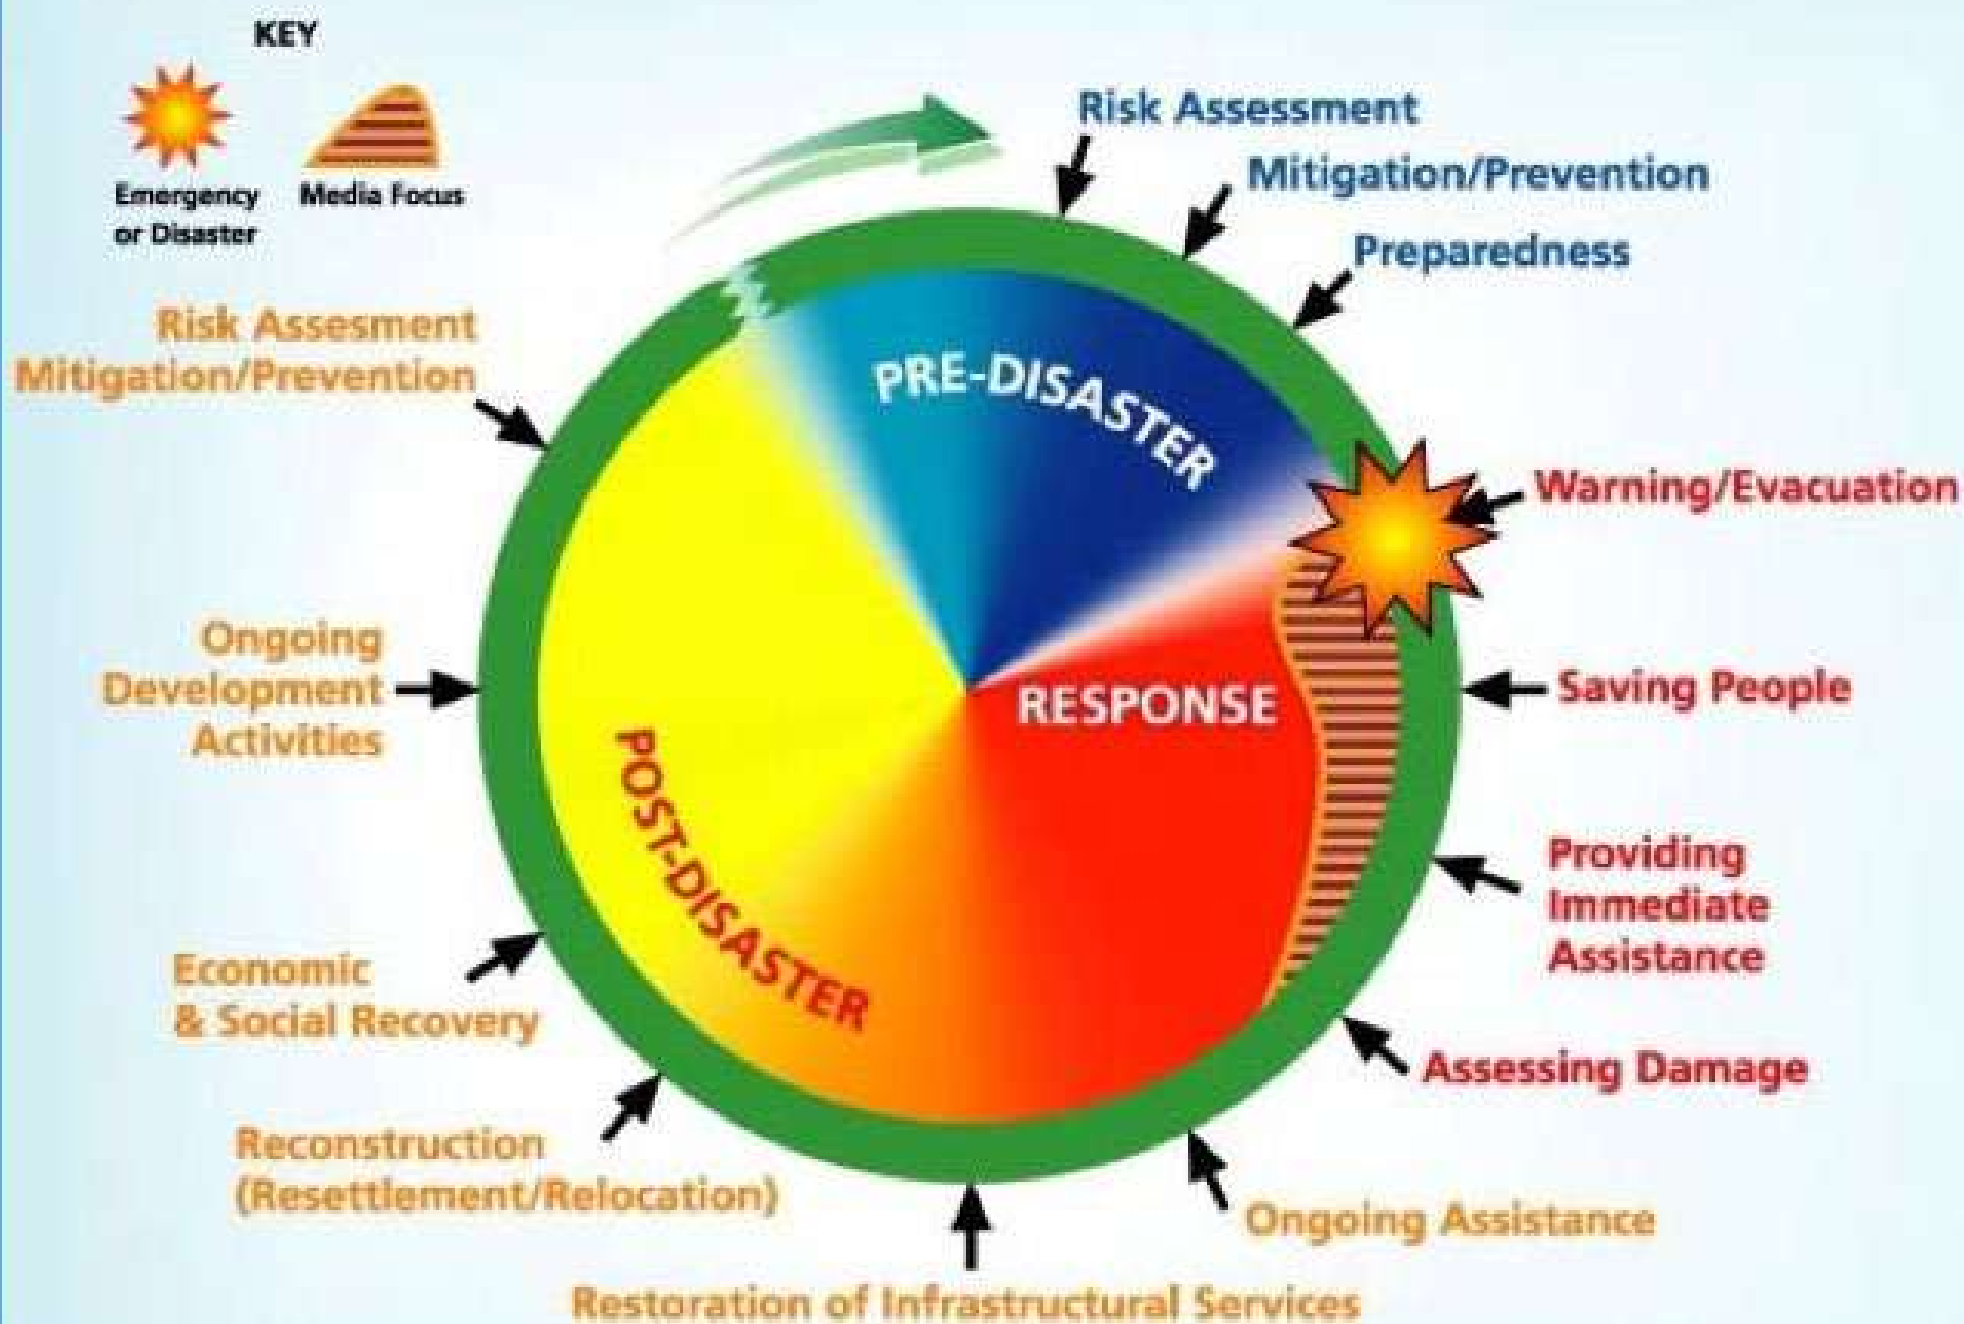 KEY
Emergency
or Disaster
Media Focus
Risk Assessment
Mitigation/Prevention
Preparedness
Warning/Evacuation
Saving People
Providing
Immediate
Assistance
Assessing Damage
Ongoing Assistance
Restoration of Infrastructural Services
Reconstruction
(Resettlement/Relocation)
Economic
& Social Recovery
Ongoing
Development
Activities
Risk Assesment
Mitigation/Prevention
PRE-DISASTER
RESPONSE
POST-DISASTER